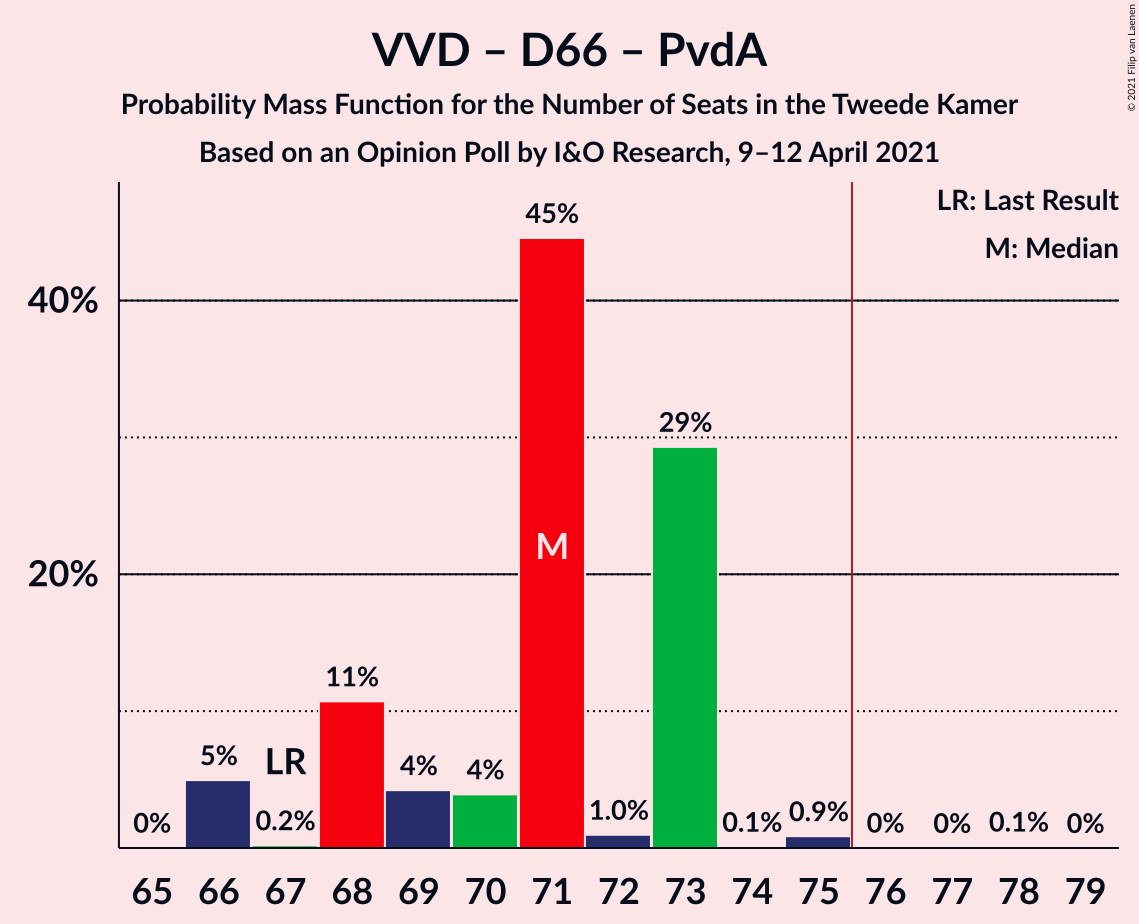 VVD – D66 – PvdA
Probability Mass Function for the Number of Seats in the Tweede Kamer
Based on an Opinion Poll by I&O Research, 9–12 April 2021
© 2021 Filip van Laenen
LR: Last Result
M: Median
40%
20%
0%
5%
LR
0.2%
11%
4%
4%
45%
M
1.0%
29%
0.1%
0.9%
0%
0%
0.1%
0%
65 66 67 68 69 70 71 72 73 74 75 76 77 78 79